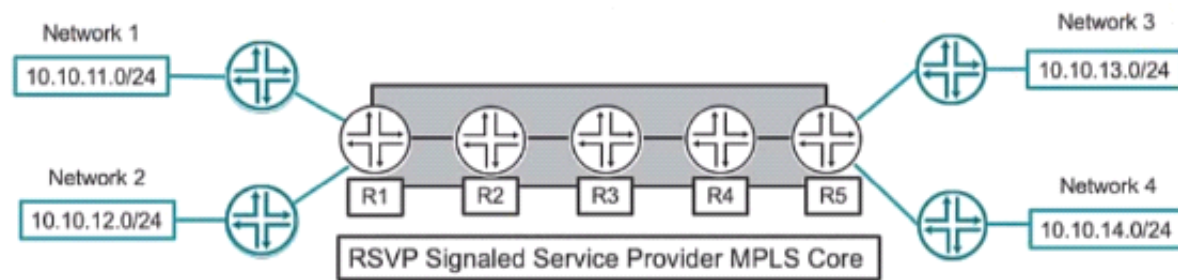 Network 1
10.10.11.0/24
Network 2
10.10.12.0/24
Network 3
10.10.13.0/24
Network 4
10.10.14.0/24
R1
R2
R3
R4
R5
RSVP Signaled Service Provider MPLS Core